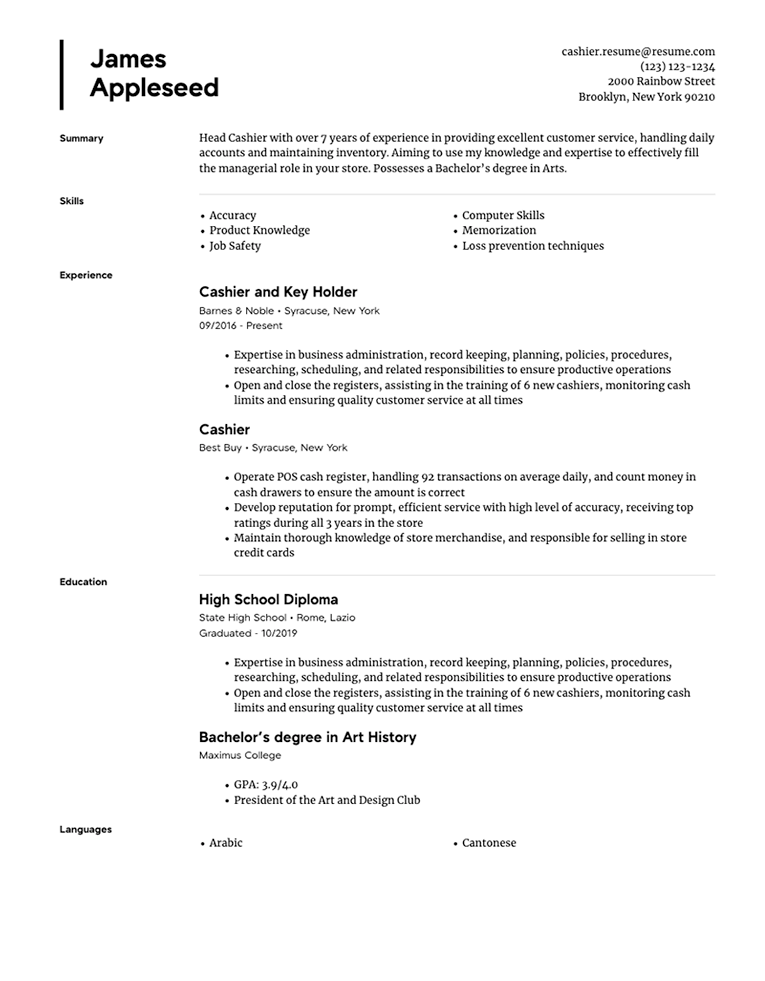 James
Appleseed
cashier.resume@resume.com
(123) 123-1234
2000 Rainbow Street
Brooklyn, New York 90210
Summary
Head Cashier with over 7 years of experience in providing excellent customer service, handling daily
accounts and maintaining inventory. Aiming to use my knowledge and expertise to effectively fill
the managerial role in your store. Possesses a Bachelor's degree in Arts.
Skills
• Accuracy
• Product Knowledge
• Job Safety
• Computer Skills
• Memorization
• Loss prevention techniques
Experience
Cashier and Key Holder
Barnes & Noble • Syracuse, New York
09/2016 - Present
• Expertise in business administration, record keeping, planning, policies, procedures,
researching, scheduling, and related responsibilities to ensure productive operations
• Open and close the registers, assisting in the training of 6 new cashiers, monitoring cash
limits and ensuring quality customer service at all times
Cashier
Best Buy • Syracuse, New York
• Operate POS cash register, handling 92 transactions on average daily, and count money in
cash drawers to ensure the amount is correct
• Develop reputation for prompt, efficient service with high level of accuracy, receiving top
ratings during all 3 years in the store
• Maintain thorough knowledge of store merchandise, and responsible for selling in store
credit cards
Education
High School Diploma
State High School • Rome, Lazio
Graduated - 10/2019
• Expertise in business administration, record keeping, planning, policies, procedures,
researching, scheduling, and related responsibilities to ensure productive operations
• Open and close the registers, assisting in the training of 6 new cashiers, monitoring cash
limits and ensuring quality customer service at all times
Bachelor's degree in Art History
Maximus College
• GPA: 3.9/4.0
• President of the Art and Design Club
Languages
• Arabic
• Cantonese